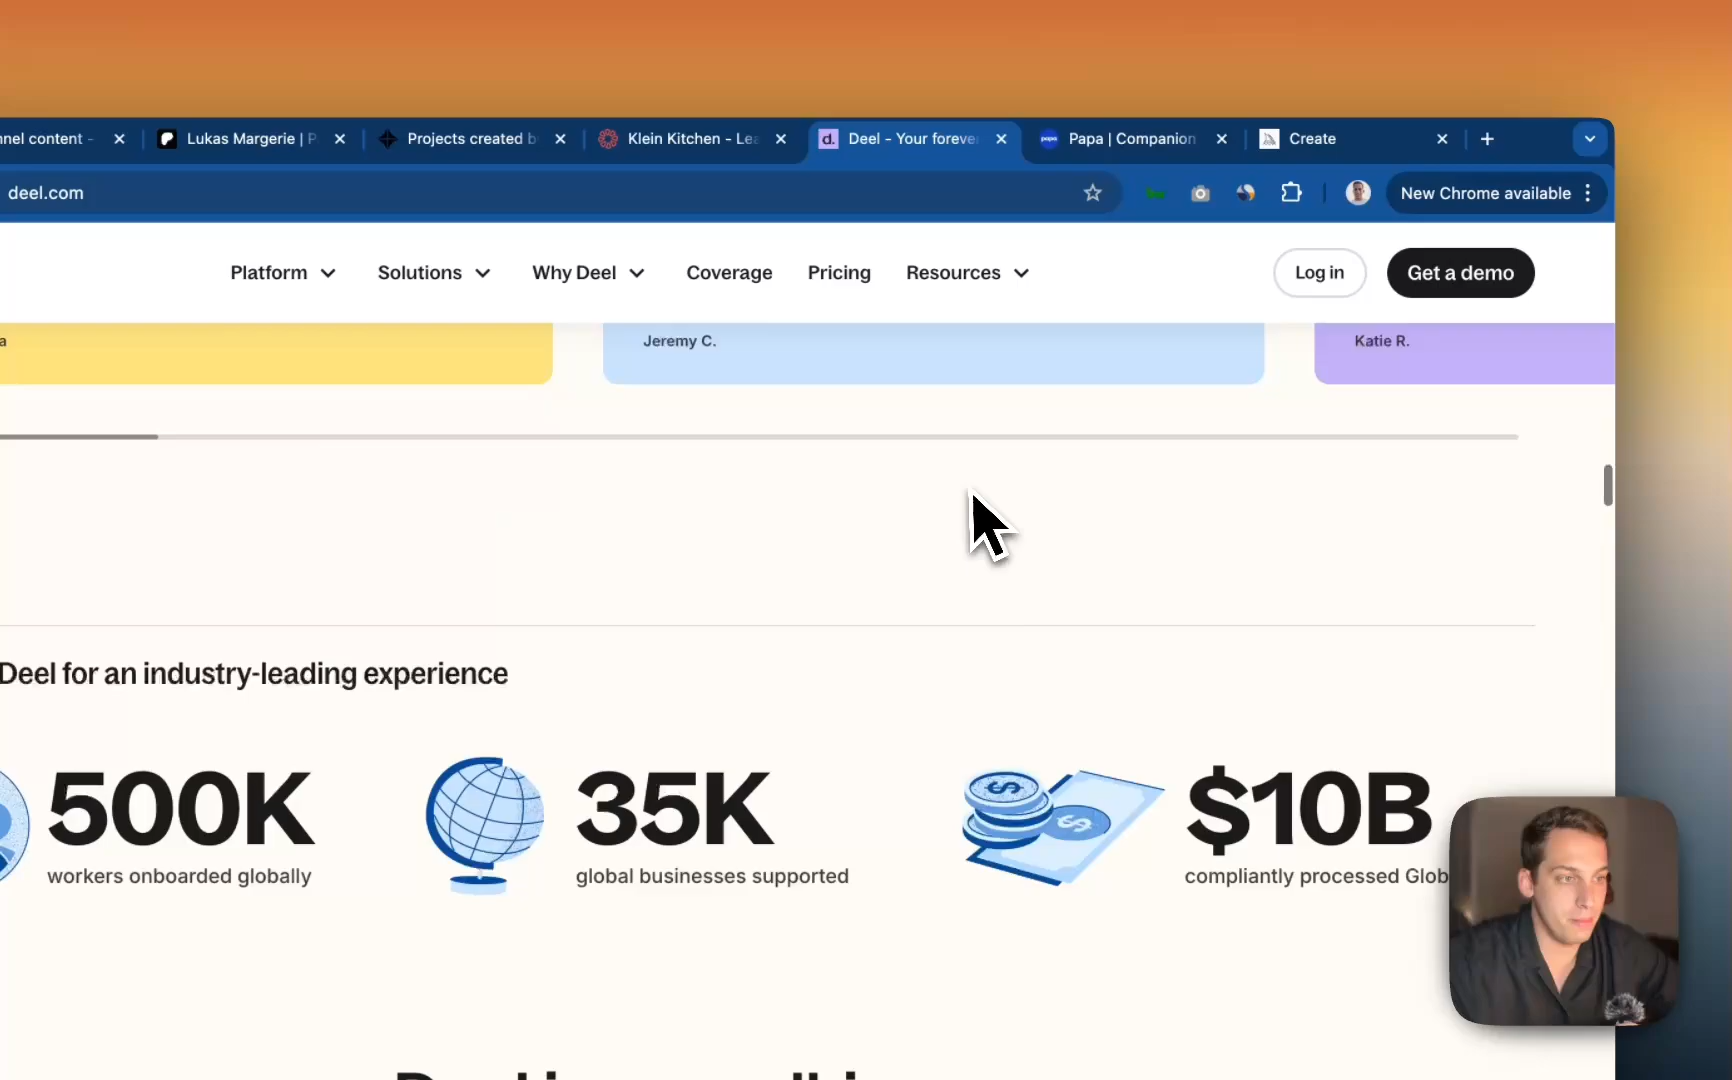 nnel content -
Lukas Margerie | P
Projects created b
Klein Kitchen - Lea
d. Deel - Your foreve
papa Papa | Companion
Create
deel.com
New Chrome available
Platform
Solutions
Why Deel
Coverage
Pricing
Resources
Log in
Get a demo
a
Jeremy C.
Katie R.
Deel for an industry-leading experience
500K
workers onboarded globally
35K
global businesses supported
$10B
compliantly processed Glob